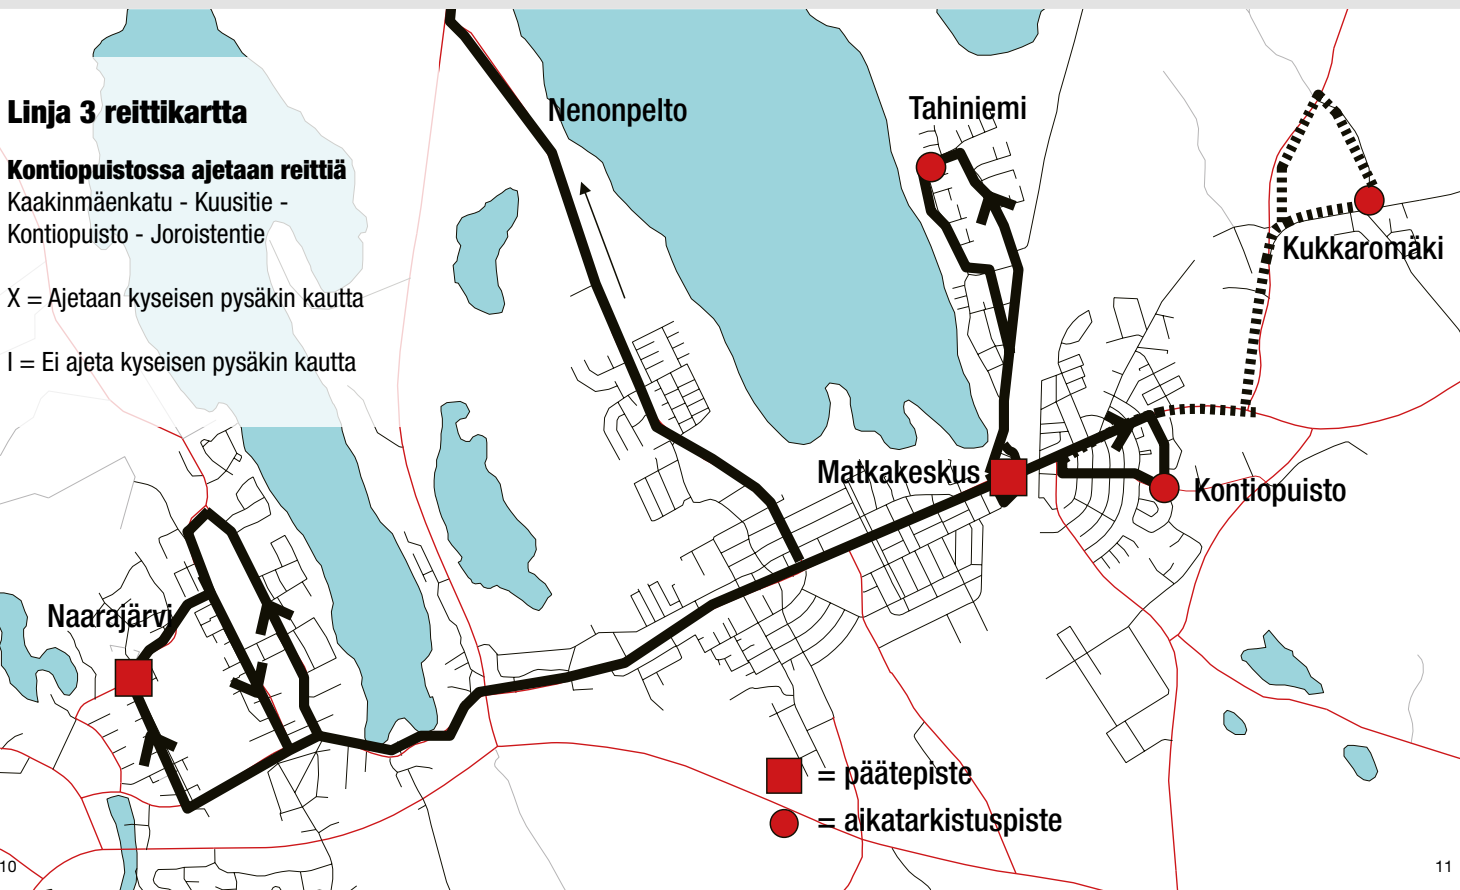 Linja 3 reittikartta
Kontiopuistossa ajetaan reittiä
Kaakinmäenkatu - Kuusitie -
Kontiopuisto - Joroistentie
X = Ajetaan kyseisen pysäkin kautta
I = Ei ajeta kyseisen pysäkin kautta
Nenonpelto
Tahiniemi
Kukkaromäki
Matkakeskus
Kontiopuisto
Naarajärvi
= päätepiste
= aikatarkistuspiste
10
11